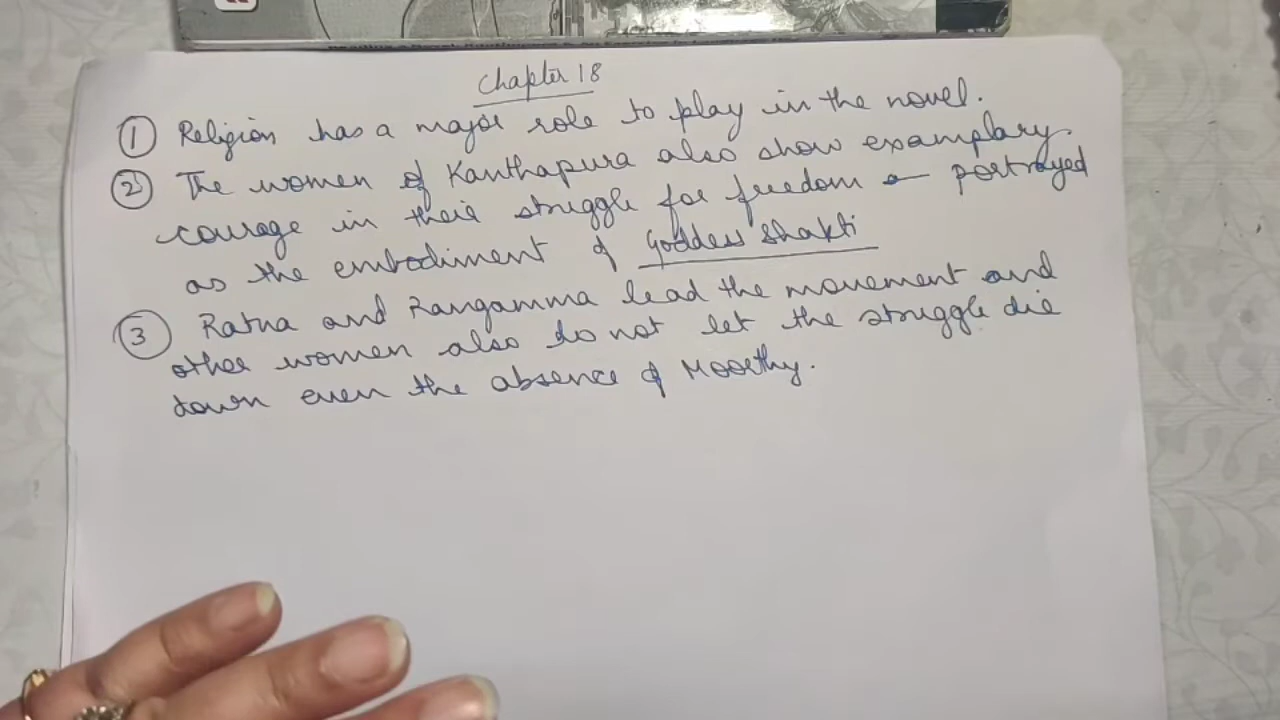 Chapter 18
① Religion has a major role to play in the novel.
② The women of Kanthapura also show examplary
courage in their struggle for freedom - portrayed
as the embodiment of Goddess Shakti
③ Ratna and Rangamma lead the movement and
other women also do not let the struggle die
down even the absence of Moorthy.